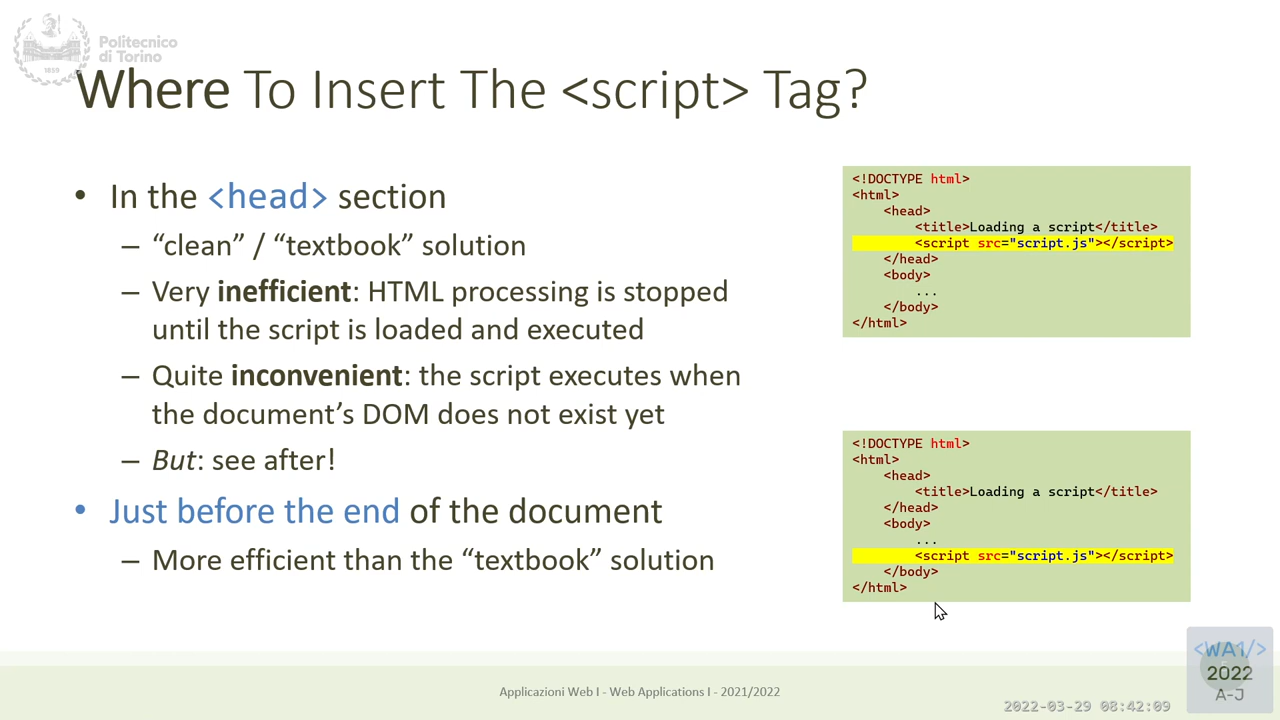 Politecnico
di Torino
1859
Where To Insert The <script> Tag?
• In the <head> section
– “clean” / “textbook” solution
– Very inefficient: HTML processing is stopped
until the script is loaded and executed
– Quite inconvenient: the script executes when
the document’s DOM does not exist yet
– But: see after!
• Just before the end of the document
– More efficient than the “textbook” solution
<!DOCTYPE html>
<html>
<head>
<title>Loading a script</title>
<script src="script.js"></script>
</head>
<body>
...
</body>
</html>
<!DOCTYPE html>
<html>
<head>
<title>Loading a script</title>
</head>
<body>
...
<script src="script.js"></script>
</body>
</html>
Applicazioni Web I - Web Applications I - 2021/2022
2022-03-29 08:42:09
<WA1/>
2022
A-J